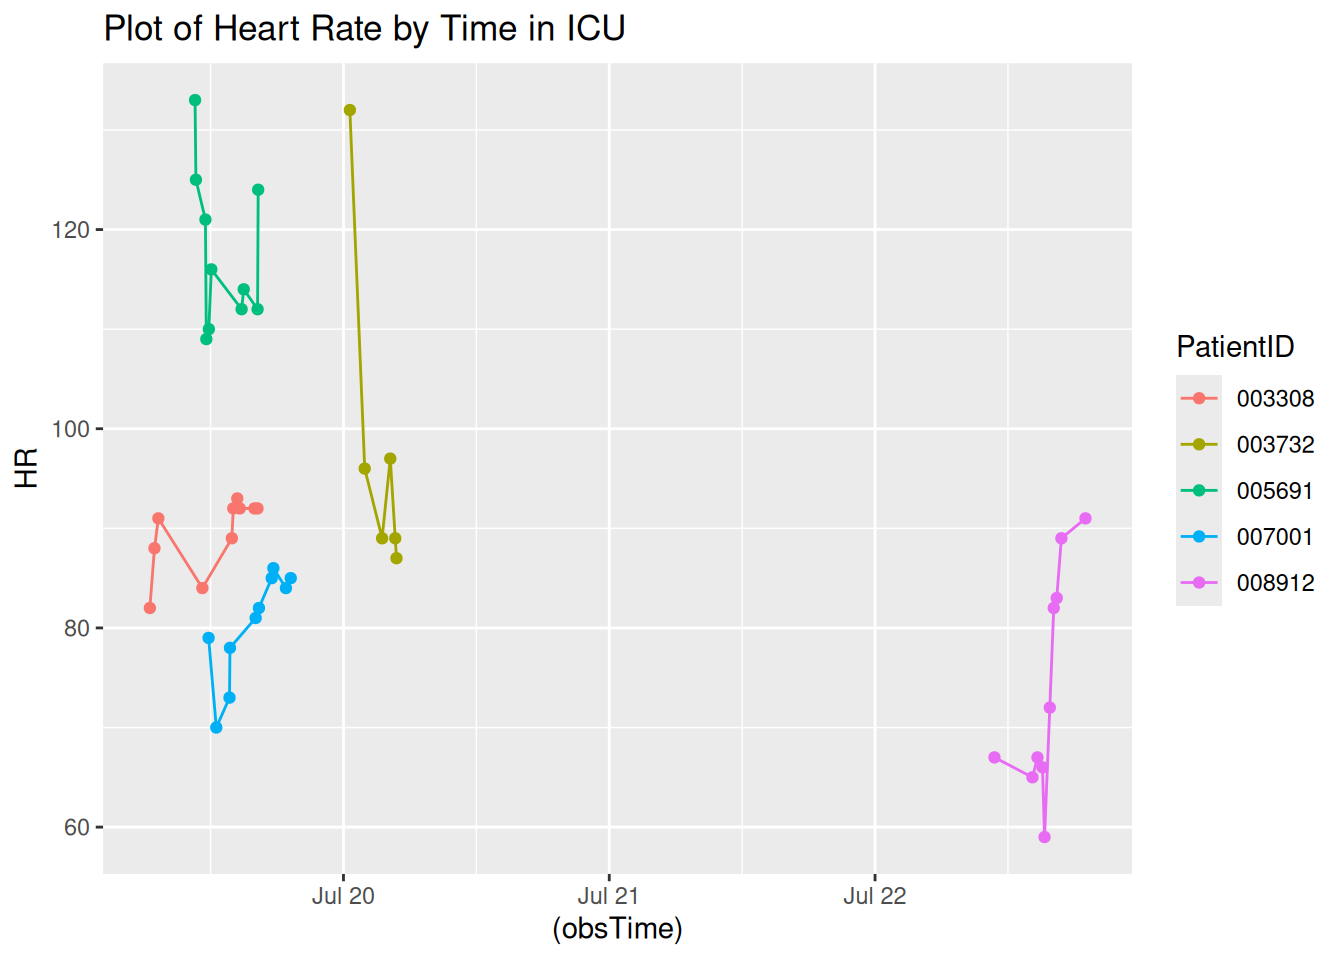 Plot of Heart Rate by Time in ICU
HR
120
100
80
60
Jul 20
Jul 21
Jul 22
(obsTime)
PatientID
003308
003732
005691
007001
008912